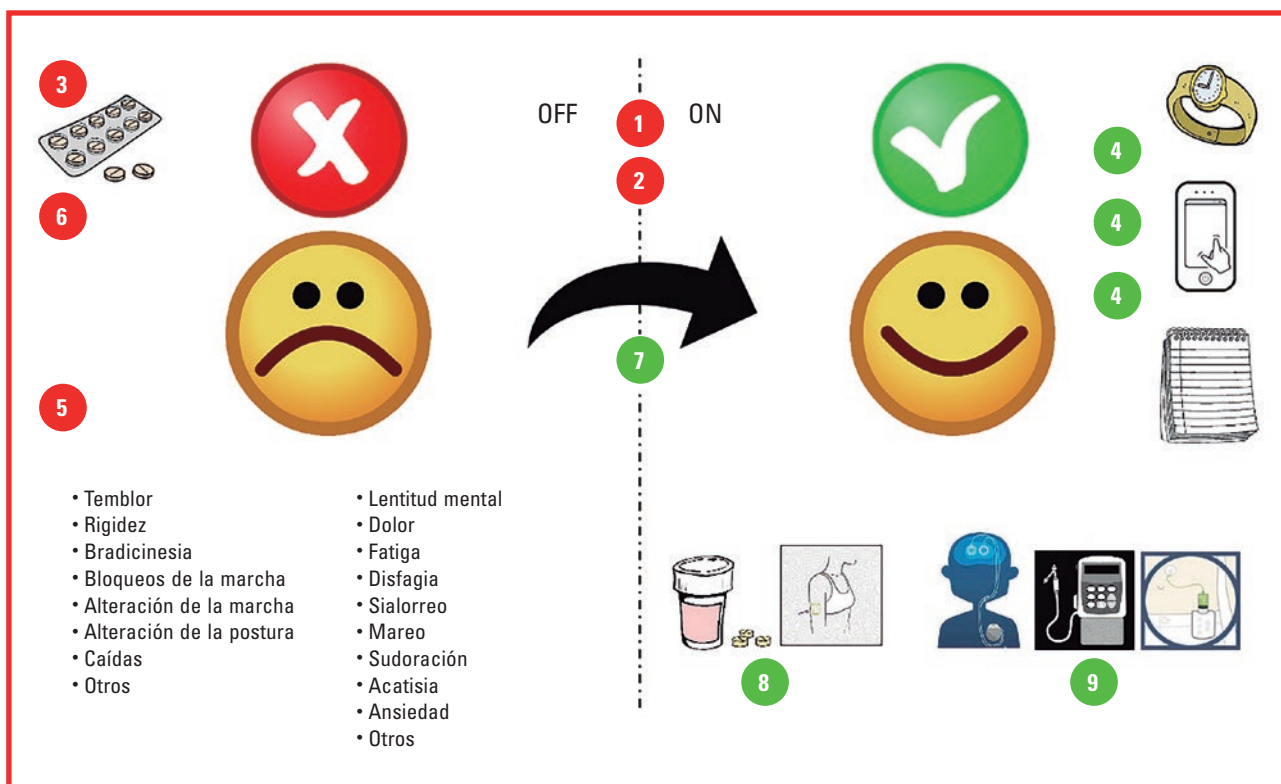 3
OFF
1
ON
4
2
6
4
4
7
5
• Temblor
• Rigidez
• Bradicinesia
• Bloqueos de la marcha
• Alteración de la marcha
• Alteración de la postura
• Caídas
• Otros
• Lentitud mental
• Dolor
• Fatiga
• Disfagia
• Sialorreo
• Mareo
• Sudoración
• Acatisia
• Ansiedad
• Otros
8
9